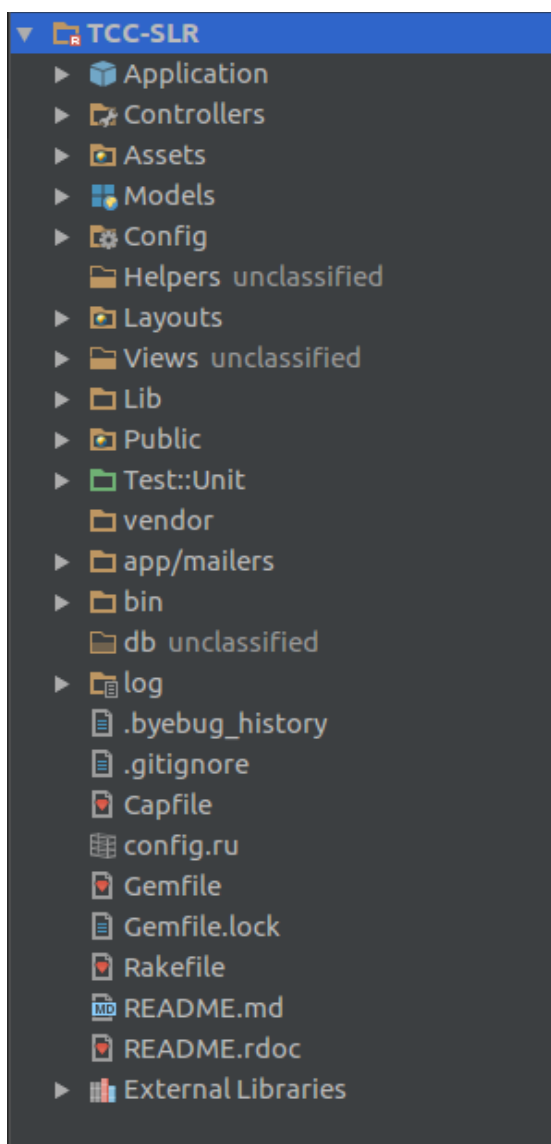 TCC-SLR
Application
Controllers
Assets
Models
Config
Helpers unclassified
Layouts
Views unclassified
Lib
Public
Test::Unit
vendor
app/mailers
bin
db unclassified
log
.byebug_history
.gitignore
Capfile
config.ru
Gemfile
Gemfile.lock
Rakefile
README.md
README.rdoc
External Libraries